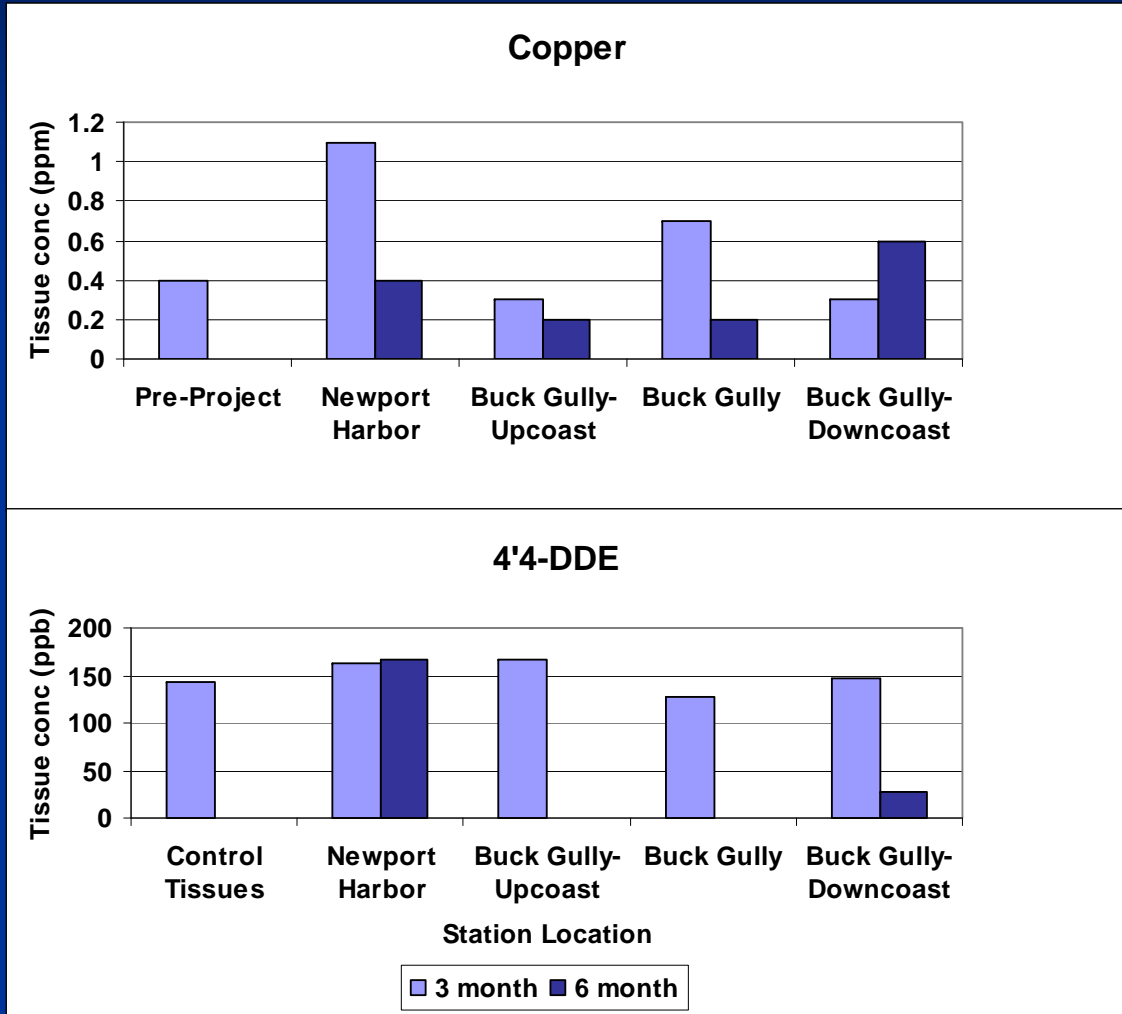 Copper
Tissue conc (ppm)
1.2
1
0.8
0.6
0.4
0.2
0
Pre-Project
Newport
Harbor
Buck Gully-
Upcoast
Buck Gully
Buck Gully-
Downcoast
4'4-DDE
Tissue conc (ppb)
200
150
100
50
0
Control
Tissues
Newport
Harbor
Buck Gully-
Upcoast
Buck Gully
Buck Gully-
Downcoast
Station Location
3 month
6 month